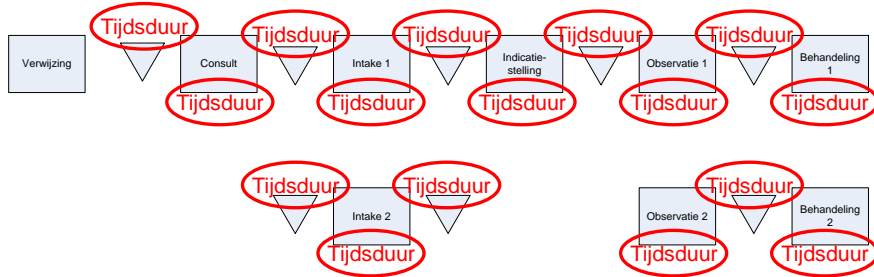 Tijdsduur
Tijdsduur Tijdsduur Tijdsduur Tijdsduur
Verwijzing Consult Intake 1 Indicatie- Observatie 1 Behandeling
stelling 1
Tijdsduur Tijdsduur Tijdsduur Tijdsduur Tijdsduur
Tijdsduur Tijdsduur Tijdsduur
Intake 2 Observatie 2 Behandeling
2
Tijdsduur Tijdsduur Tijdsduur